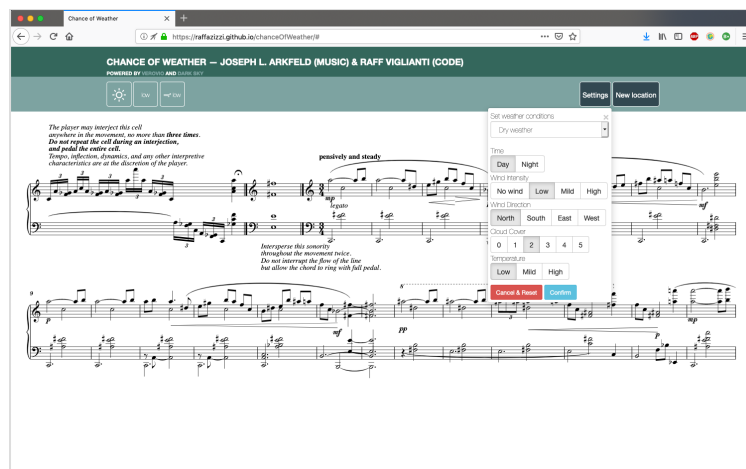 Chance of Weather
https://raffazizzi.github.io/chanceOfWeather/#
CHANCE OF WEATHER — JOSEPH L. ARKFELD (MUSIC) & RAFF VIGLIANTI (CODE)
POWERED BY VEROVIO AND DARK SKY
low
low
Settings
New location
Set weather conditions
Dry weather
Time
Day Night
Wind Intensity
No wind Low Mild High
Wind Direction
North South East West
Cloud Cover
0 1 2 3 4 5
Temperature
Low Mild High
Cancel & Reset Confirm
The player may interject this cell
anywhere in the movement, no more than three times.
Do not repeat the cell during an interjection,
and pedal the entire cell.
Tempo, inflection, dynamics, and any other interpretive
characteristics are at the discretion of the player.
pensively and steady
3 3
mp
legato
mf
3
Intersperse this sonority
throughout the movement twice.
Do not interrupt the flow of the line
but allow the chord to ring with full pedal.
9
p
mf
pp
3
p
mp